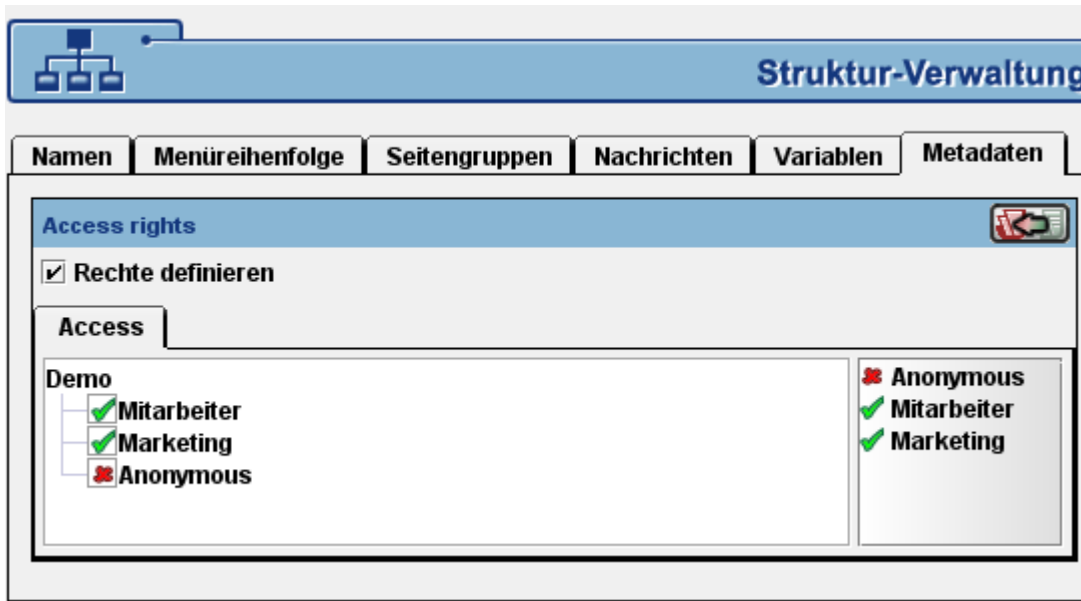 Struktur-Verwaltung
Namen Menüreihenfolge Seitengruppen Nachrichten Variablen Metadaten
Access rights
Rechte definieren
Access
Demo
Mitarbeiter
Marketing
Anonymous
Anonymous
Mitarbeiter
Marketing